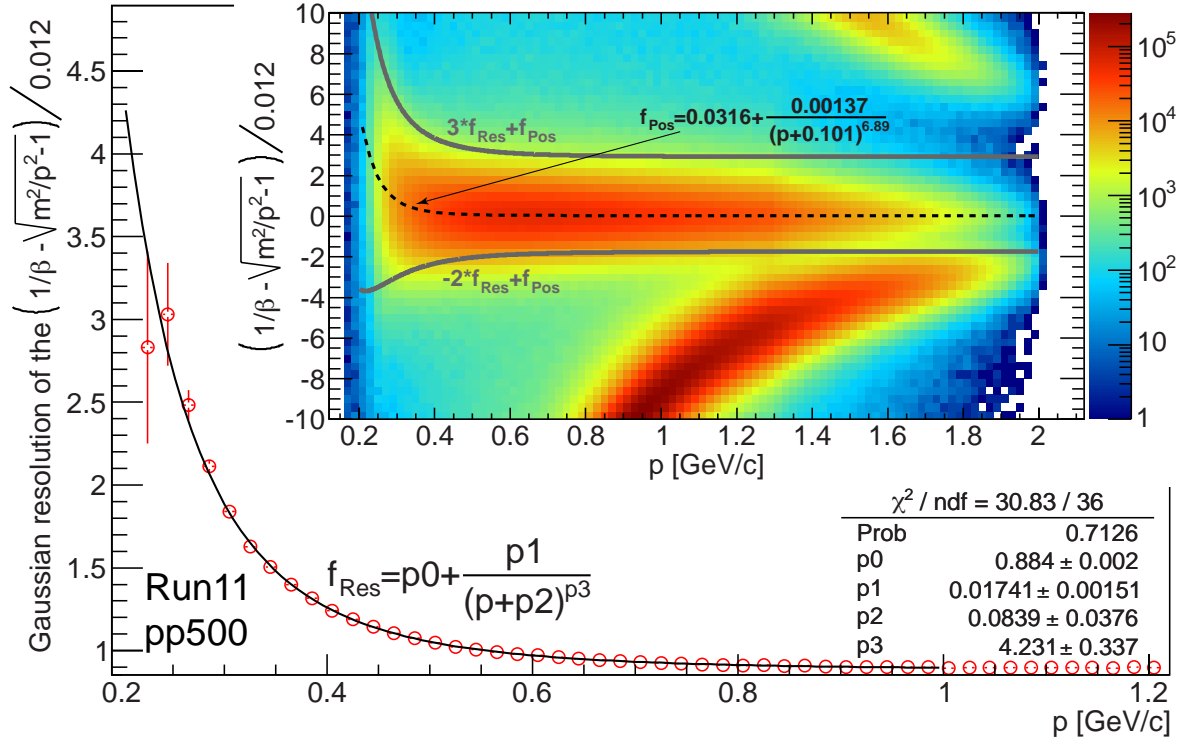 Gaussian resolution of the {1/β - √m²/p²-1}/0.012
4.5
4
3.5
3
2.5
2
1.5
1
0.2
0.4
0.6
0.8
1
1.2
p [GeV/c]
Run11
pp500
f_Res=p0+p1/(p+p2)^p3
(1/β - √m²/p²-1)/0.012
10
8
6
4
2
0
-2
-4
-6
-8
-10
3*f_Res+f_Pos
f_Pos=0.0316+0.00137/(p+0.101)^6.89
-2*f_Res+f_Pos
0.2
0.4
0.6
0.8
1
1.2
1.4
1.6
1.8
2
p [GeV/c]
10⁵
10⁴
10³
10²
10
1
χ² / ndf = 30.83 / 36
Prob 0.7126
p0 0.884 ± 0.002
p1 0.01741 ± 0.00151
p2 0.0839 ± 0.0376
p3 4.231 ± 0.337